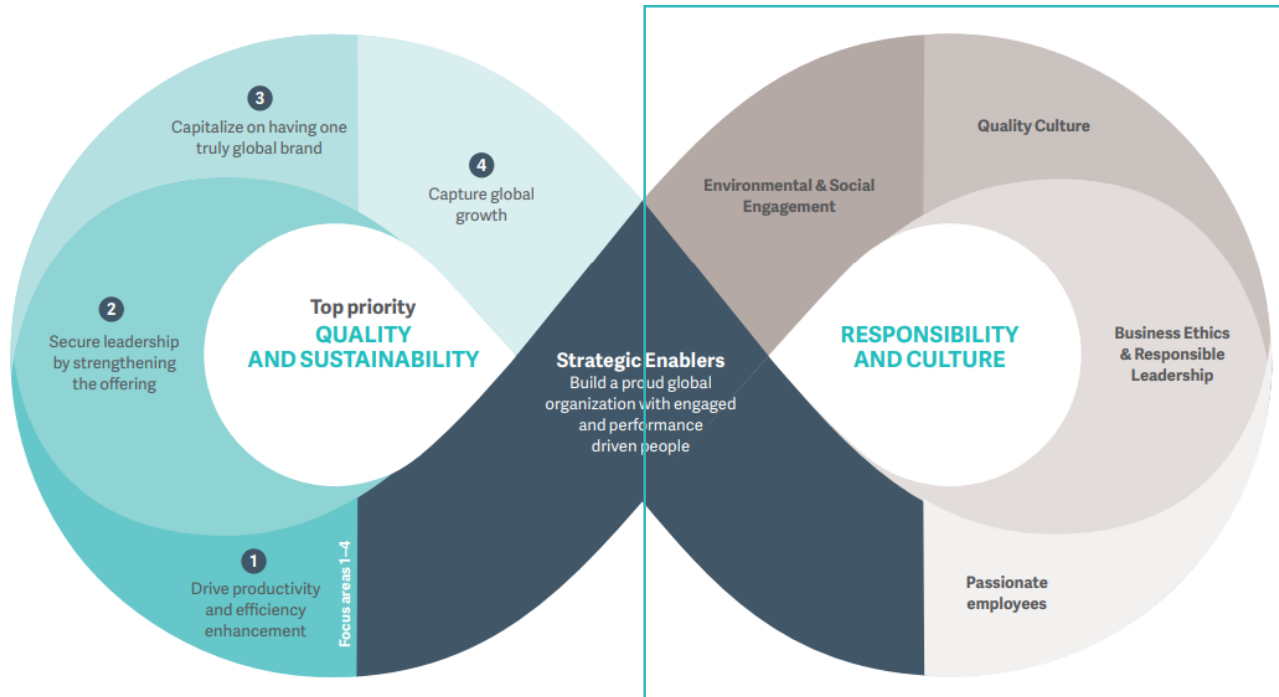 3
Capitalize on having one
truly global brand
4
Capture global
growth
2
Secure leadership
by strengthening
the offering
Top priority
QUALITY
AND SUSTAINABILITY
1
Drive productivity
and efficiency
enhancement
Focus areas 1–4
Strategic Enablers
Build a proud global
organization with engaged
and performance
driven people
Environmental & Social
Engagement
Quality Culture
RESPONSIBILITY
AND CULTURE
Business Ethics
& Responsible
Leadership
Passionate
employees